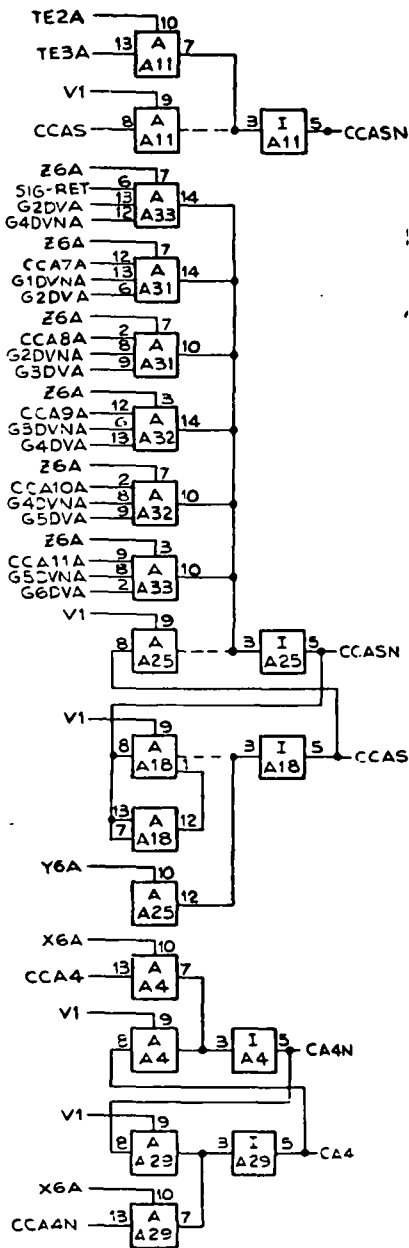 TE2A
10
TE3A 13 A 7
A11
V1
9
CCAS 8 A 3 I 5 CCASN
A11 A11
Z6A
7
SIG-RET 6 A 14
G2DVA 13
G4DVNA 12 A33
Z6A
7
CCA7A 12 A
G1DVNA 13 14
G2DVA 6 A31
Z6A
7
CCA8A 2 A
G2DVNA 8 10
G3DVA 9 A31
Z6A
3
CCA9A 12 A
G3DVNA 6 14
G4DVA 13 A32
Z6A
7
CCA10A 2 A
G4DVNA 8 10
G5DVA 9 A32
Z6A
3
CCA11A 9 A
G5DVNA 8 10
G6DVA 2 A33
V1
9
8 A 3 I 5 CCASN
A25 A25
V1
9
8 A 3 I 5 CCAS
A18 A18
13 A 12
7 A18
Y6A
10
A 12
A25
X6A
10
CCA4 13 A 7
A4
V1
9
8 A 3 I 5 CA4N
A4 A4
V1
9
8 A 3 I 5 CA4
A29 A29
X6A
10
CCA4N 13 A 7
A29